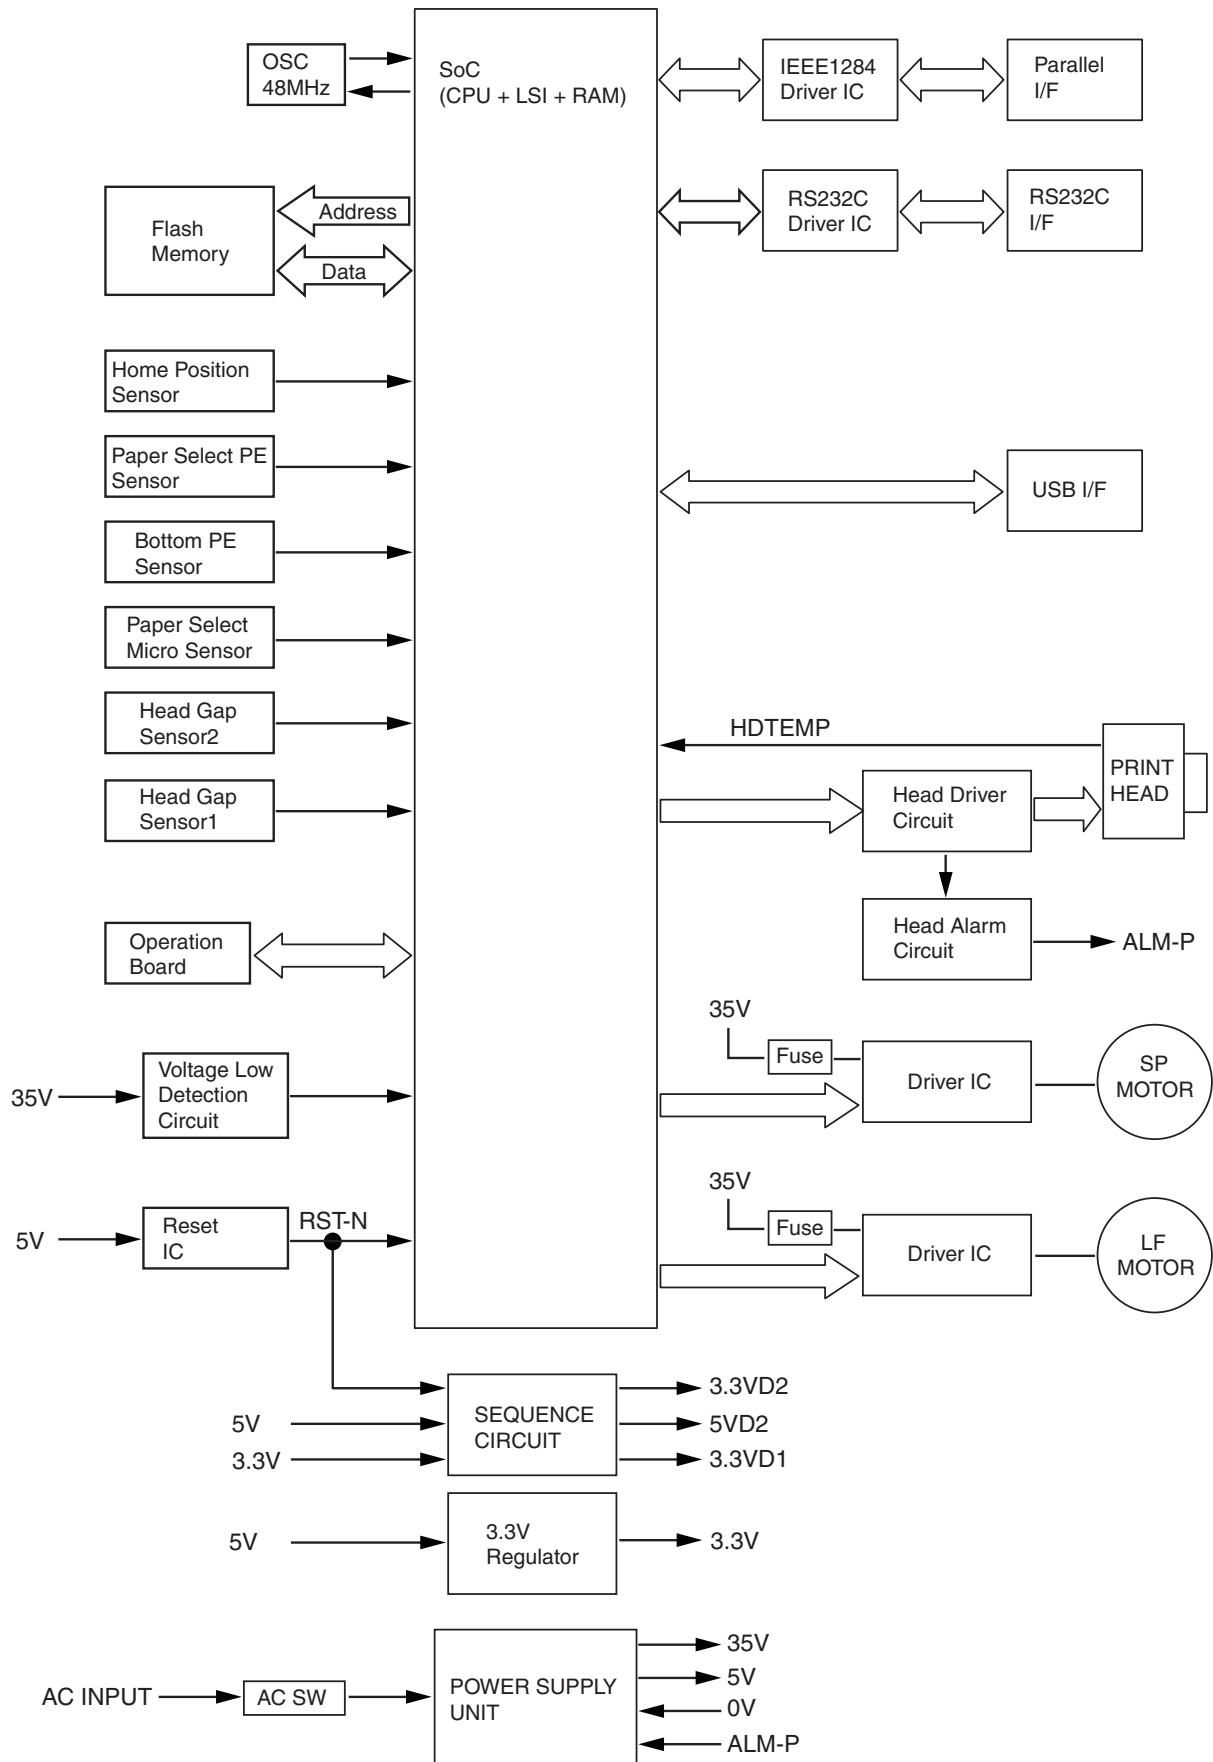 OSC
48MHz
SoC
(CPU + LSI + RAM)
IEEE1284
Driver IC
Parallel
I/F
Flash
Memory
Address
Data
RS232C
Driver IC
RS232C
I/F
Home Position
Sensor
Paper Select PE
Sensor
USB I/F
Bottom PE
Sensor
Paper Select
Micro Sensor
Head Gap
Sensor2
HDTEMP
PRINT
HEAD
Head Gap
Sensor1
Head Driver
Circuit
Operation
Board
Head Alarm
Circuit
ALM-P
35V
Voltage Low
Detection
Circuit
35V
Fuse
Driver IC
SP
MOTOR
5V
Reset
IC
RST-N
35V
Fuse
Driver IC
LF
MOTOR
5V
3.3V
SEQUENCE
CIRCUIT
3.3VD2
5VD2
3.3VD1
5V
3.3V
Regulator
3.3V
AC INPUT
AC SW
POWER SUPPLY
UNIT
35V
5V
0V
ALM-P